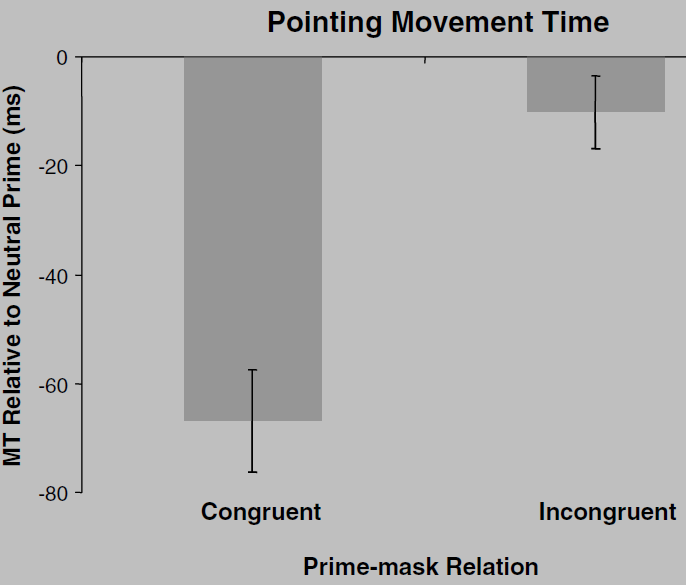 Pointing Movement Time
MT Relative to Neutral Prime (ms)
0
-20
-40
-60
-80
Congruent
Incongruent
Prime-mask Relation